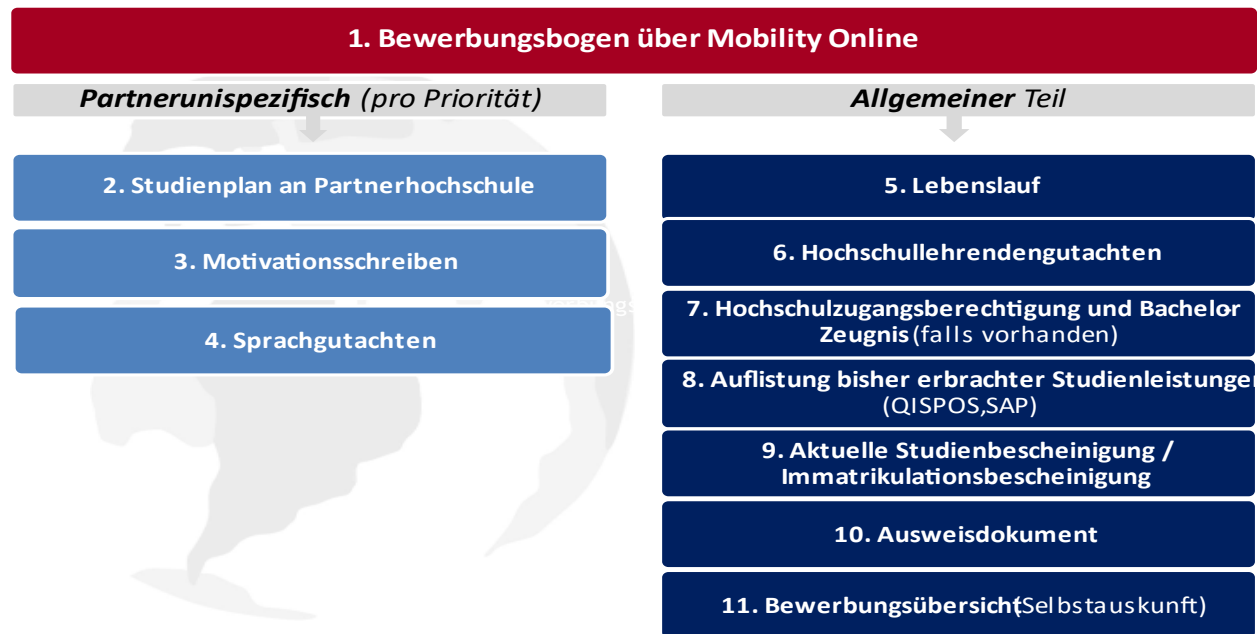 1. Bewerbungsbogen über Mobility Online
Partnerunispezifisch (pro Priorität)
2. Studienplan an Partnerhochschule
3. Motivationsschreiben
4. Sprachgutachten
Allgemeiner Teil
5. Lebenslauf
6. Hochschullehrendengutachten
7. Hochschulzugangsberechtigung und Bachelor-
Zeugnis (falls vorhanden)
8. Auflistung bisher erbrachter Studienleistungen
(QISPOS,SAP)
9. Aktuelle Studienbescheinigung /
Immatrikulationsbescheinigung
10. Ausweisdokument
11. Bewerbungsübersicht (Selbstauskunft)